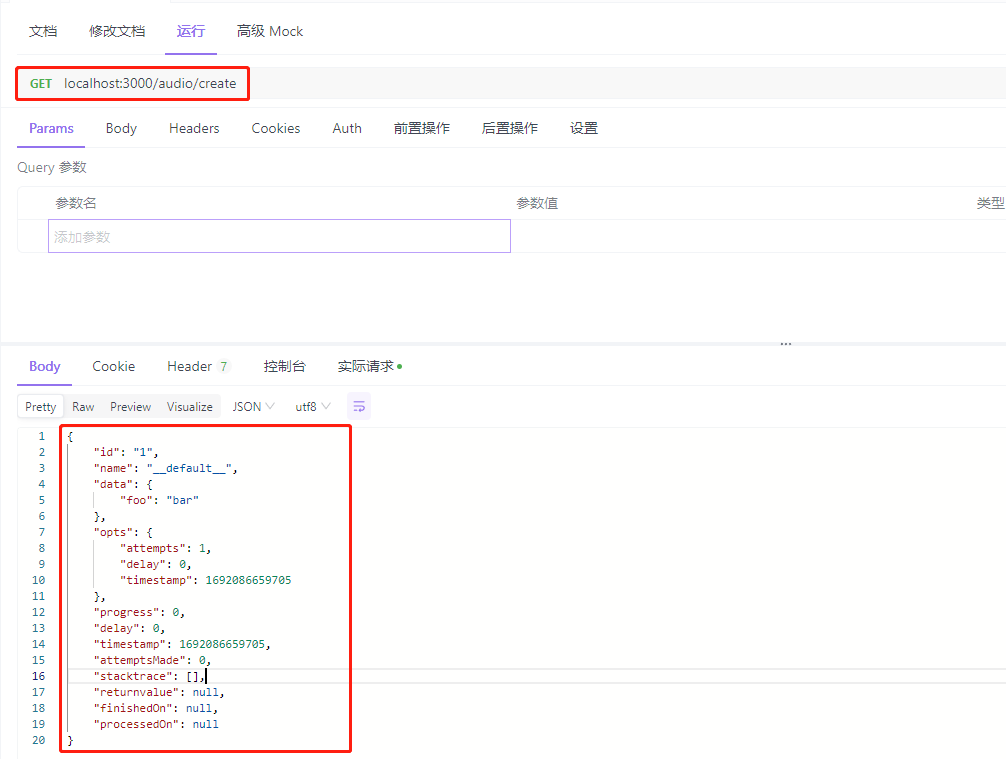 文档 修改文档 运行 高级 Mock
GET localhost:3000/audio/create
Params Body Headers Cookies Auth 前置操作 后置操作 设置
Query 参数
参数名 参数值 类型
添加参数
...
Body Cookie Header 7 控制台 实际请求
Pretty Raw Preview Visualize JSON utf8
1 {
2 "id": "1",
3 "name": "__default__",
4 "data": {
5 "foo": "bar"
6 },
7 "opts": {
8 "attempts": 1,
9 "delay": 0,
10 "timestamp": 1692086659705
11 },
12 "progress": 0,
13 "delay": 0,
14 "timestamp": 1692086659705,
15 "attemptsMade": 0,
16 "stacktrace": [],
17 "returnvalue": null,
18 "finishedOn": null,
19 "processedOn": null
20 }